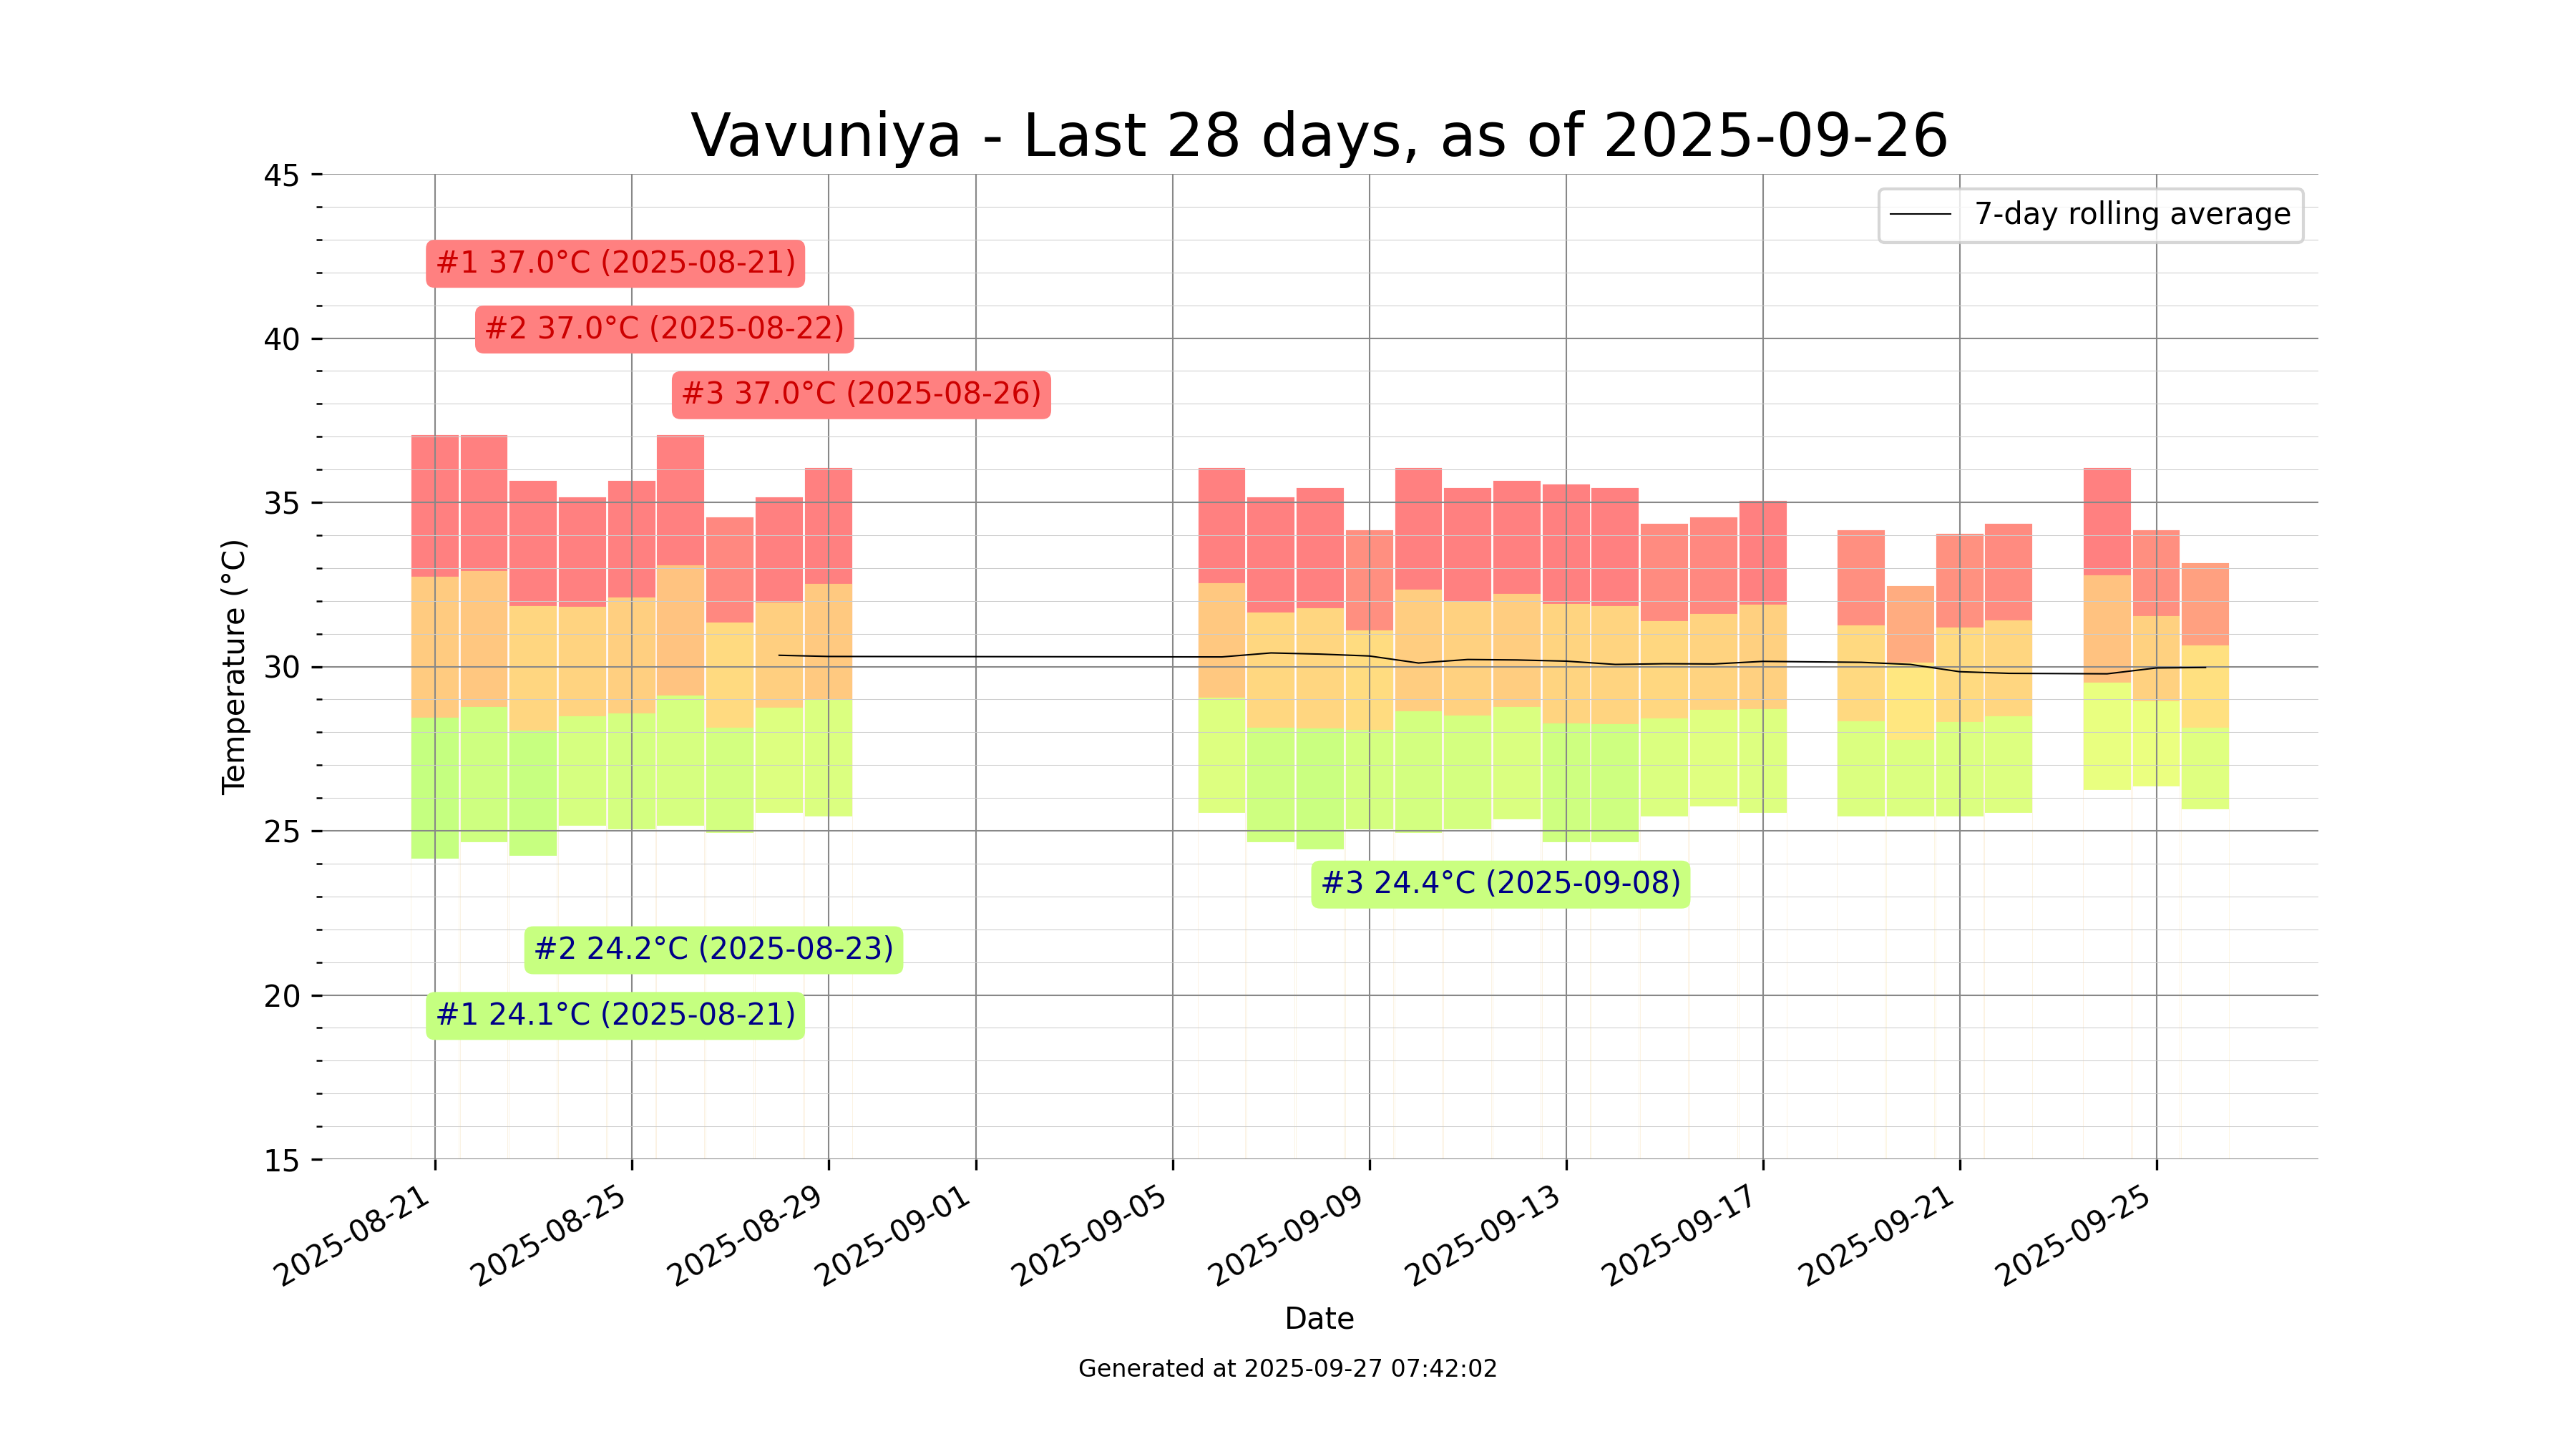 Vavuniya - Last 28 days, as of 2025-09-26
45
7-day rolling average
#1 37.0°C (2025-08-21)
#2 37.0°C (2025-08-22)
40
#3 37.0°C (2025-08-26)
35
Temperature (°C)
30
25
#3 24.4°C (2025-09-08)
#2 24.2°C (2025-08-23)
20
#1 24.1°C (2025-08-21)
15
2025-08-21
2025-08-25
2025-08-29
2025-09-01
2025-09-05
2025-09-09
2025-09-13
2025-09-17
2025-09-21
2025-09-25
Date
Generated at 2025-09-27 07:42:02